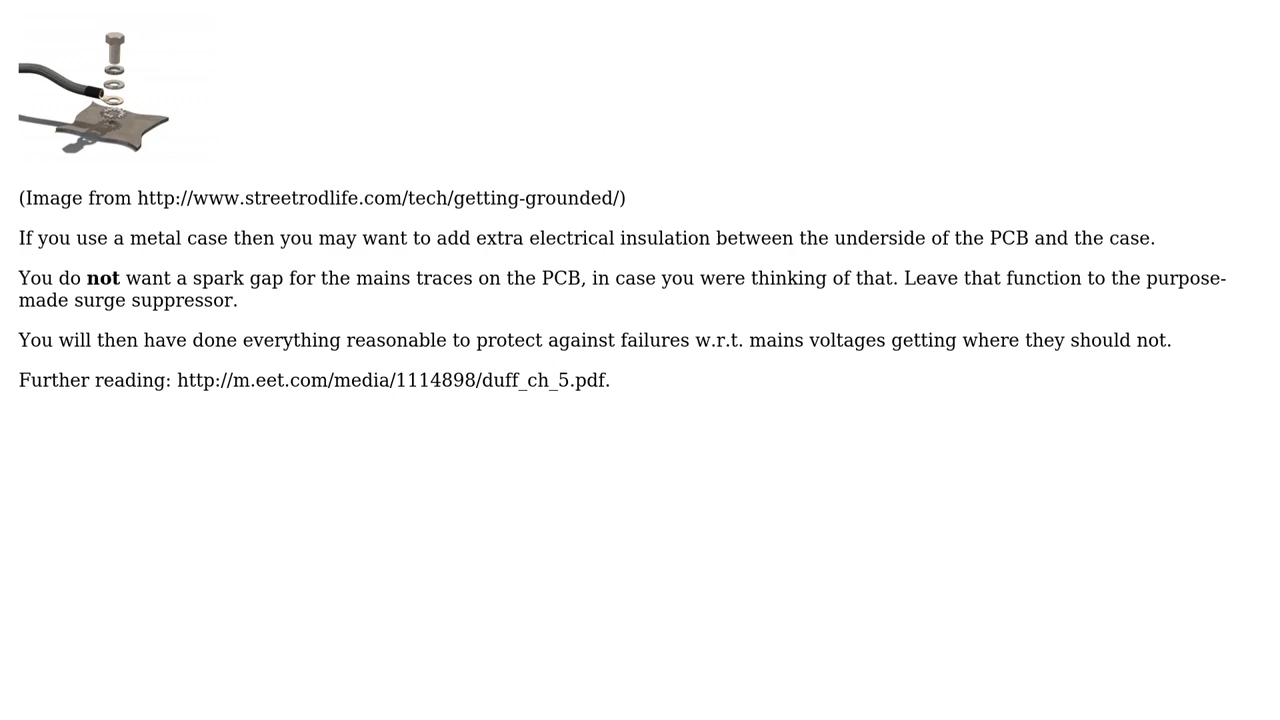 (Image from http://www.streetrodlife.com/tech/getting-grounded/)
If you use a metal case then you may want to add extra electrical insulation between the underside of the PCB and the case.
You do not want a spark gap for the mains traces on the PCB, in case you were thinking of that. Leave that function to the purpose-
made surge suppressor.
You will then have done everything reasonable to protect against failures w.r.t. mains voltages getting where they should not.
Further reading: http://m.eet.com/media/1114898/duff_ch_5.pdf.